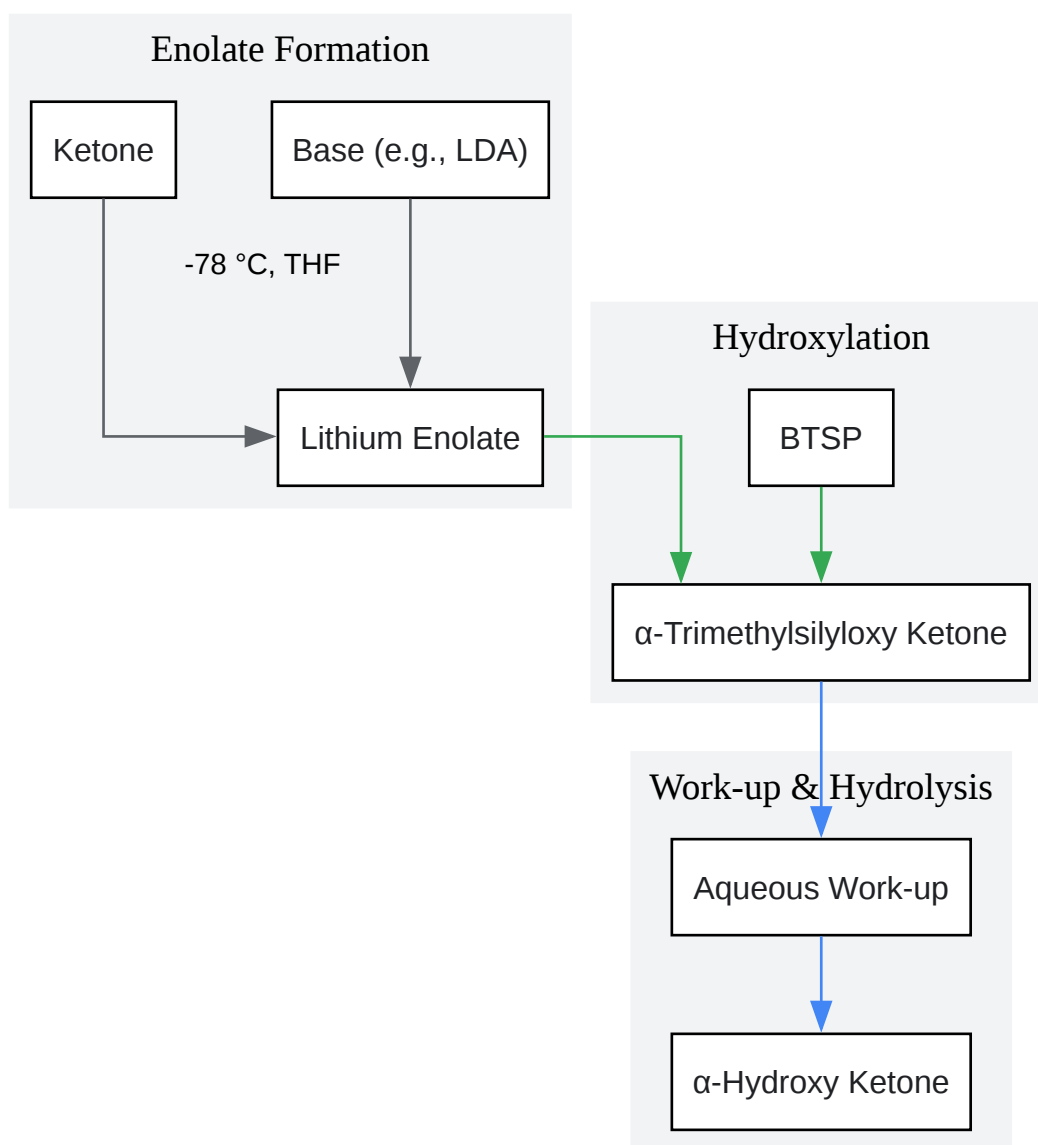 Enolate Formation
Ketone
Base (e.g., LDA)
-78 °C, THF
Lithium Enolate
Hydroxylation
BTSP
α-Trimethylsilyloxy Ketone
Work-up & Hydrolysis
Aqueous Work-up
α-Hydroxy Ketone